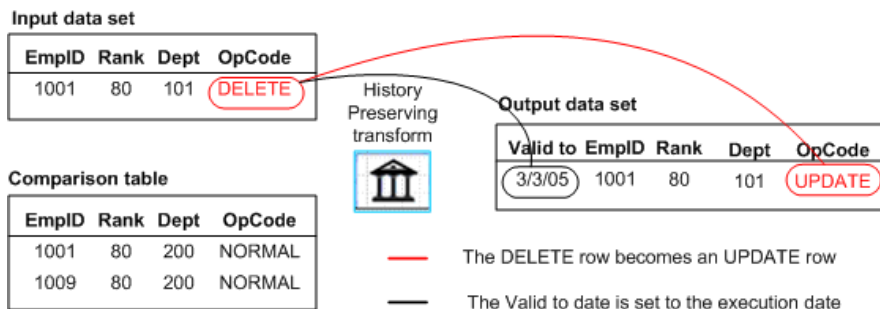 Input data set
EmpID Rank Dept OpCode
1001 80 101 DELETE
History
Preserving
transform
Output data set
Valid to EmpID Rank Dept OpCode
3/3/05 1001 80 101 UPDATE
Comparison table
EmpID Rank Dept OpCode
1001 80 200 NORMAL
1009 80 200 NORMAL
The DELETE row becomes an UPDATE row
The Valid to date is set to the execution date